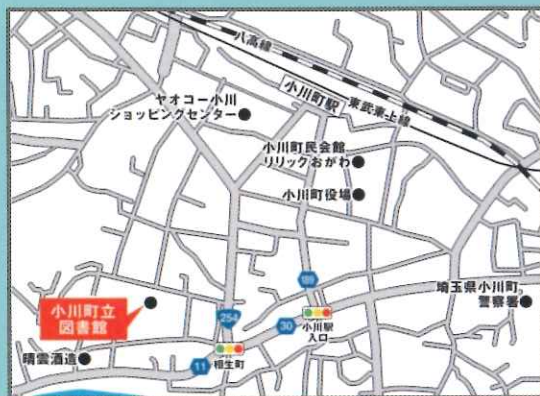 八高線
小川町駅
東武東上線
ヤオコー小川
ショッピングセンター
小川町民会館
リリックおがわ
小川町役場
小川町立
図書館
254
30
小川駅
入口
埼玉県小川町
警察署
晴雲酒造
11
相生町